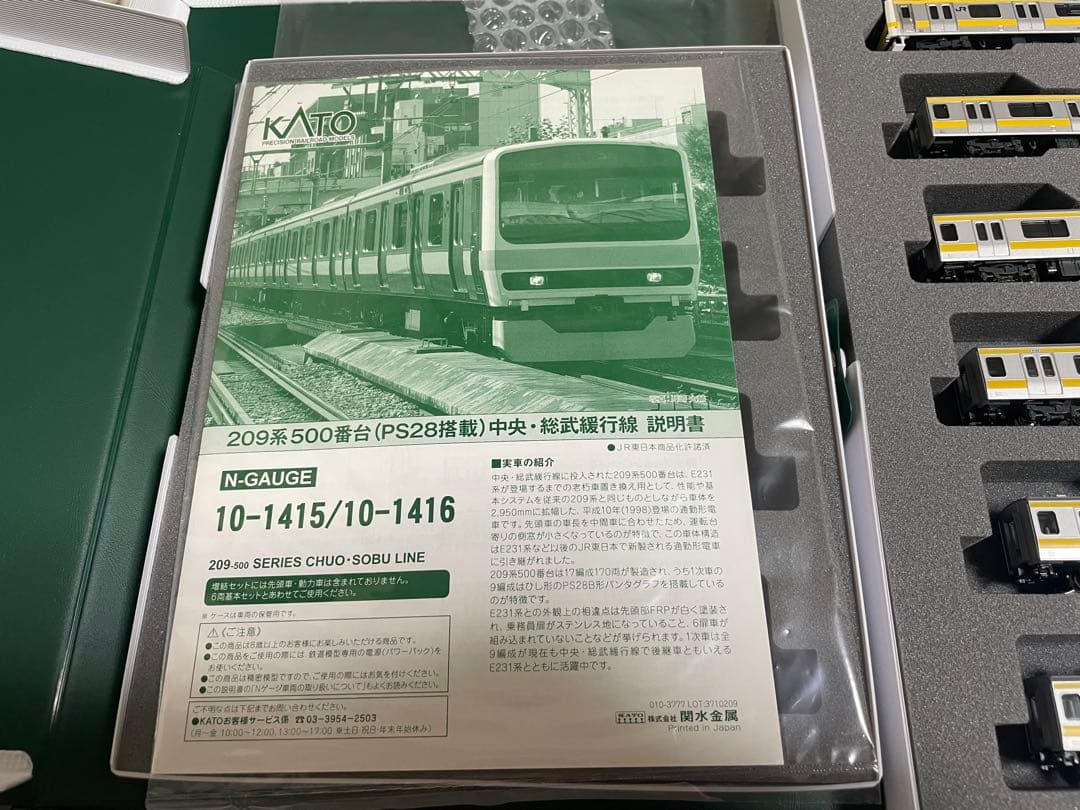 KATO
PRECISION RAILROAD MODELS
209系500番台(PS28搭載)中央・総武緩行線 説明書
●JR東日本商品化許諾済
N-GAUGE
10-1415/10-1416
209-500 SERIES CHUO・SOBU LINE
増結セットには先頭車・動力車は含まれておりません。
6両基本セットとあわせてご使用ください。
※ ケースは車両の保管用です。
⚠〈ご注意〉
●この商品は8歳以上のお客様にお楽しみいただける商品です。
●この商品をご使用の際には、鉄道模型専用の電源(パワーパック)を
お使いください。
●この商品は精密模型ですので、ご使用の際にはお気を付けください。
●この説明書の「Nゲージ車両の取り扱いについて」もよくお読みください。
ご不明な点は下記までお問い合わせください。
●KATOお客様サービス係 ☎03-3954-2503
(月~金 10:00~12:00,13:00~17:00 ※土日・祝日・年末年始休み)
■実車の紹介
中央・総武緩行線に投入された209系500番台は、E231
系が登場するまでの老朽車置き換え用として、性能や基
本システムを従来の209系と同じものとしながら車体を
2,950mmに拡幅した、平成10年(1998)登場の通勤形電
車です。先頭車の車長を中間車に合わせたため、運転台
寄りの側窓が小さくなっているのが特徴で、この車体構造
はE231系など以後のJR東日本で新製される通勤形電車
に引き継がれました。
209系500番台は17編成170両が製造され、うち1次車の
9編成はひし形のPS28B形パンタグラフを搭載している
のが特徴です。
E231系との外観上の相違点は先頭部FRPが白く塗装さ
れ、乗務員扉がステンレス地になっていること、6扉車が
組み込まれていないことなどが挙げられます。1次車は全
9編成が現在も中央・総武緩行線で後継車ともいえる
E231系とともに活躍中です。
010-3777 LOT:3710209
KATO 株式会社 関水金属
Printed in Japan
JR